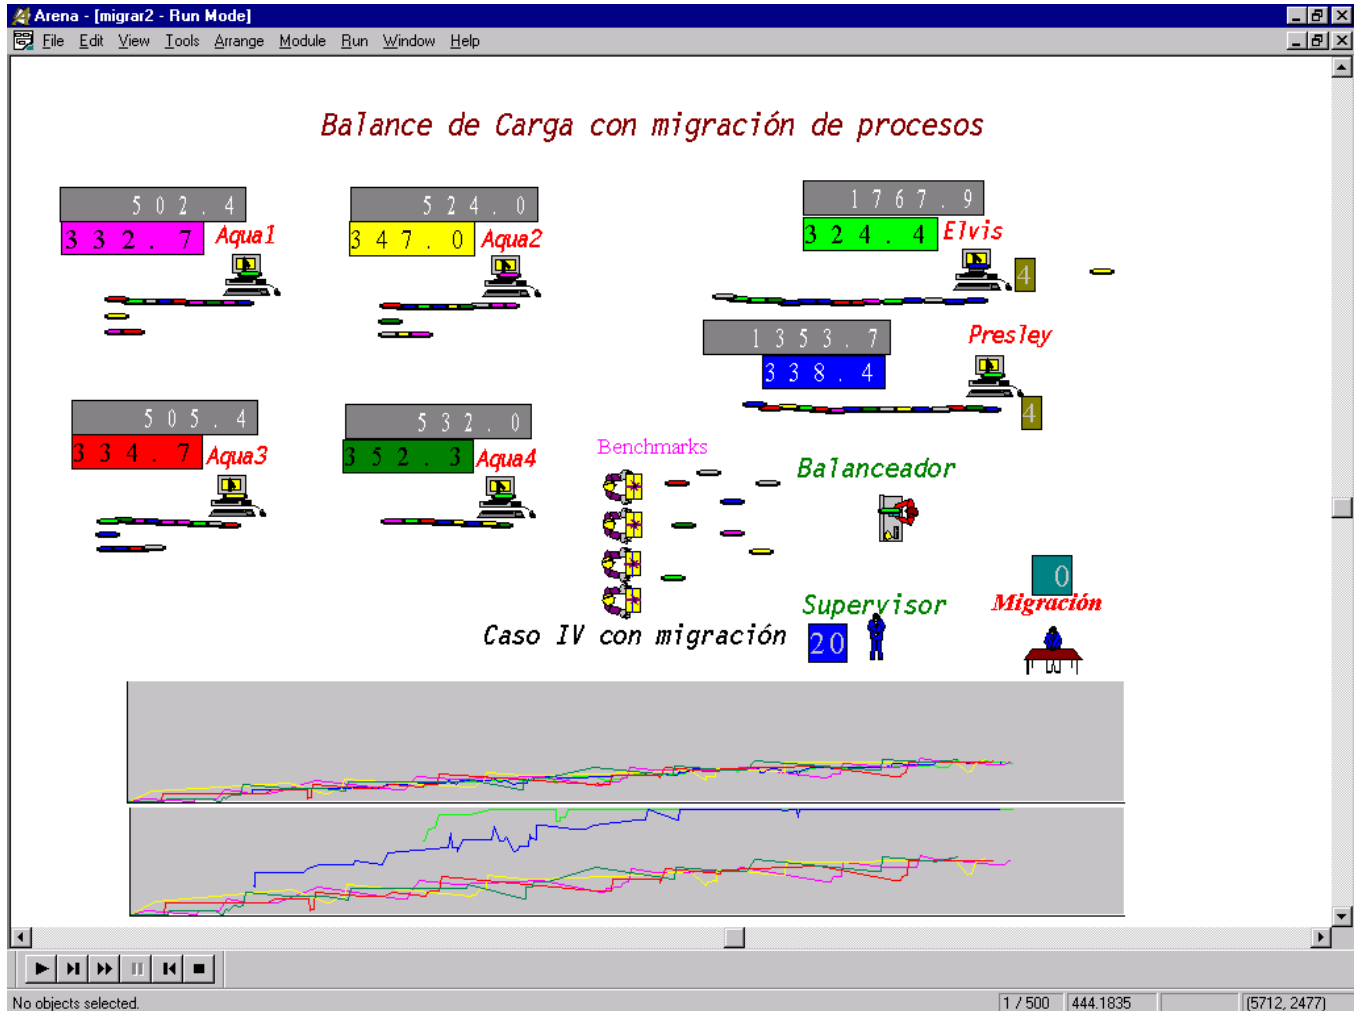 Arena - [migrar2 - Run Mode]
File Edit View Tools Arrange Module Run Window Help
Balance de Carga con migración de procesos
502.4
332.7 Aqua1
524.0
347.0 Aqua2
1767.9
324.4 Elvis
4
1353.7
338.4
Presley
4
505.4
334.7 Aqua3
532.0
352.3 Aqua4
Benchmarks
Balanceador
0
Migración
Supervisor
20
Caso IV con migración
No objects selected.
1 / 500 444.1835 (5712, 2477)